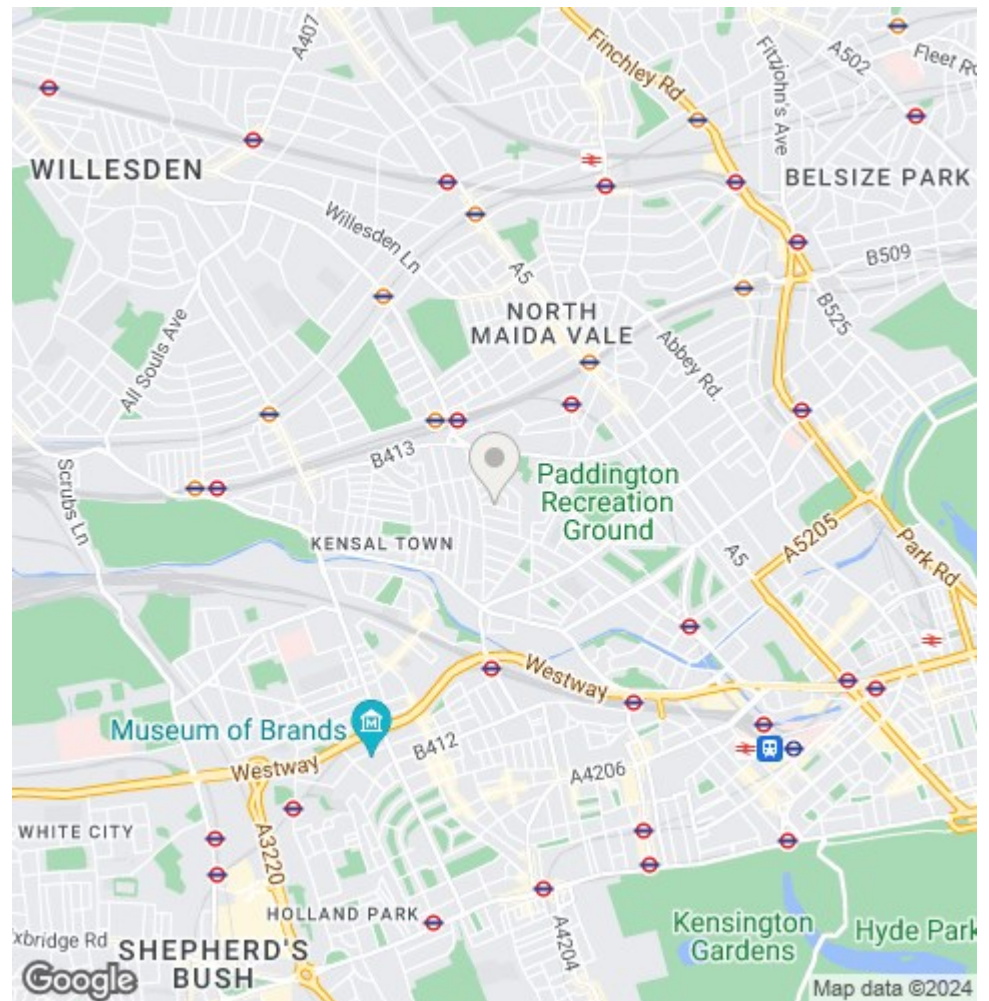 A407
Finchley Rd
Fitzjohn's Ave
A502
Fleet
WILLESDEN
BELSIZE PARK
Willesden Ln
A5
B509
NORTH
MAIDA VALE
B525
All Souls Ave
Abbey Rd.
B413
Scrubs Ln
Paddington
Recreation
Ground
KENSAL TOWN
A5
A5205
Park Rd
Westway
Museum of Brands
B412
Westway
A4206
WHITE CITY
A3220
HOLLAND PARK
A4204
Kensington
Gardens
Hyde Park
xbridge Rd
SHEPHERD'S
BUSH
Google
Map data ©2024